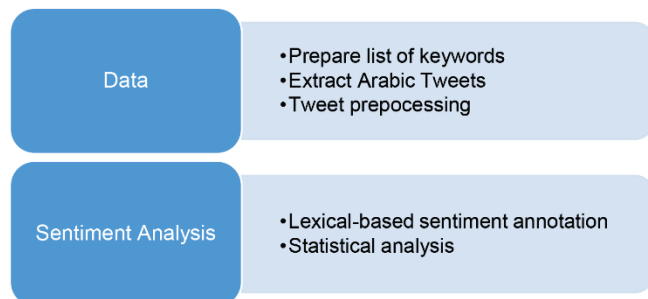 Data
•Prepare list of keywords
•Extract Arabic Tweets
•Tweet prepocessing
Sentiment Analysis
•Lexical-based sentiment annotation
•Statistical analysis